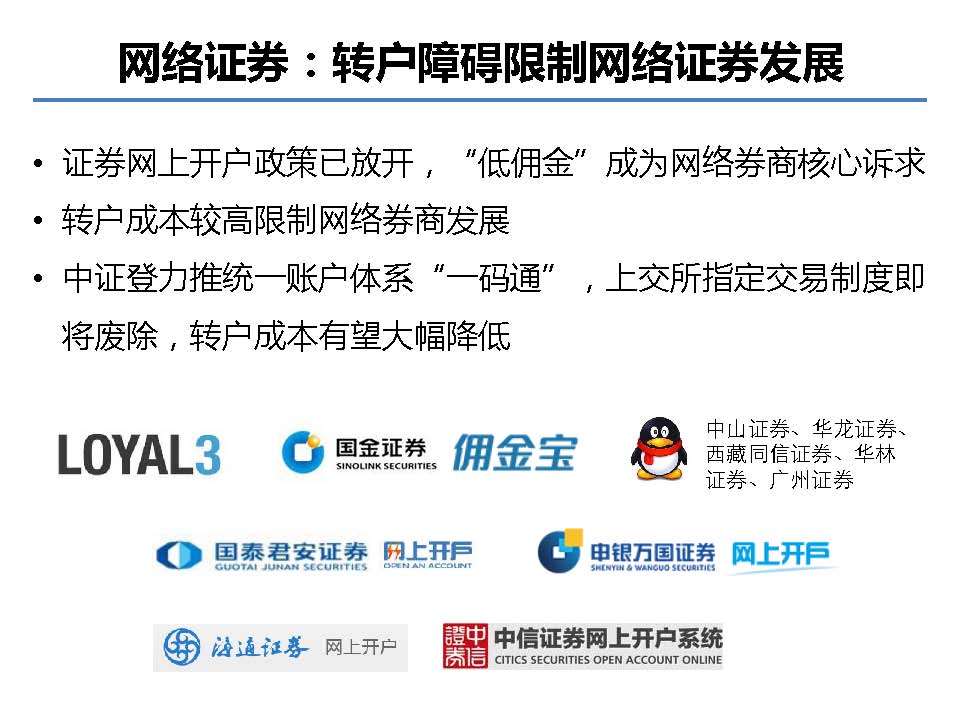 网络证券：转户障碍限制网络证券发展
• 证券网上开户政策已放开，“低佣金”成为网络券商核心诉求
• 转户成本较高限制网络券商发展
• 中证登力推统一账户体系“一码通”，上交所指定交易制度即
将废除，转户成本有望大幅降低
LOYAL3
国金证券 佣金宝
SINOLINK SECURITIES
中山证券、华龙证券、
西藏同信证券、华林
证券、广州证券
国泰君安证券 网上开户
GUOTAI JUNAN SECURITIES OPEN AN ACCOUNT
申银万国证券 网上开户
SHENYIN & WANGUO SECURITIES
海通证券 网上开户
證券中信 中信证券网上开户系统
CITICS SECURITIES OPEN ACCOUNT ONLINE